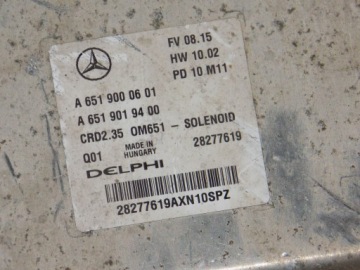 FV 08.15
HW 10.02
PD 10 M11
A 651 900 06 01
A 651 901 94 00
CRD2.35 OM651 - SOLENOID
Q01 MADE IN HUNGARY 28277619
DELPHI
28277619AXN10SPZ